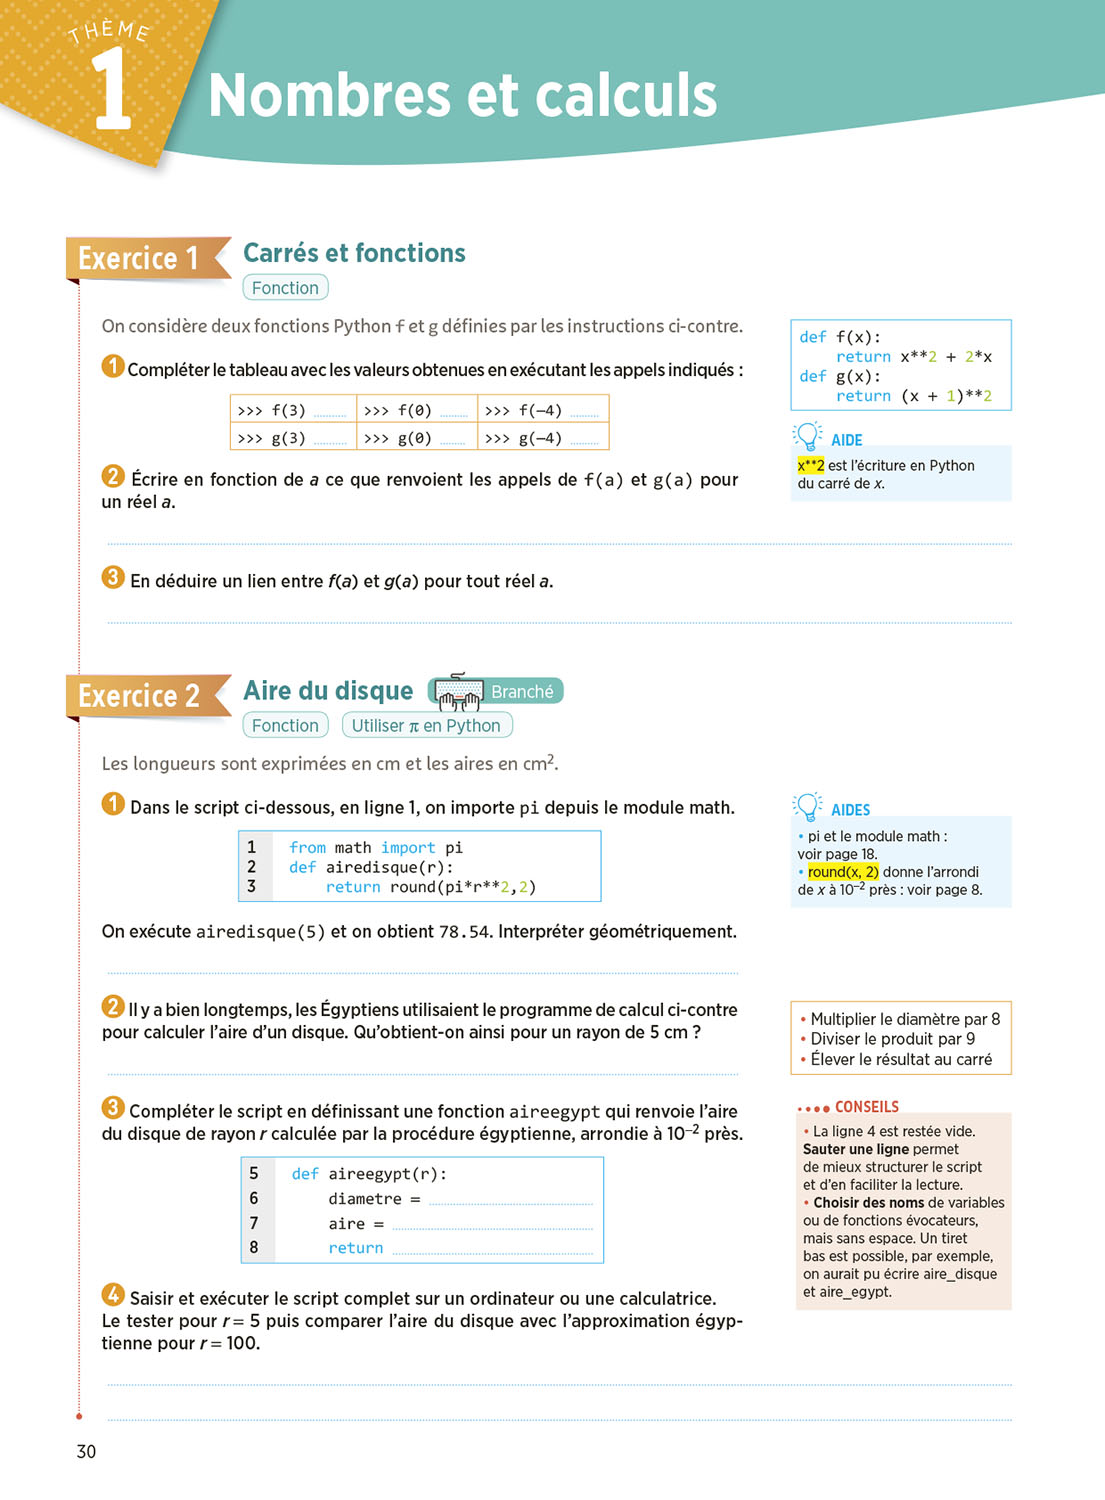 THÈME
1
Nombres et calculs
Exercice 1
Carrés et fonctions
Fonction
On considère deux fonctions Python f et g définies par les instructions ci-contre.
1 Compléter le tableau avec les valeurs obtenues en exécutant les appels indiqués :
>>> f(3) >>> f(0) >>> f(–4)
>>> g(3) >>> g(0) >>> g(–4)
def f(x):
return x**2 + 2*x
def g(x):
return (x + 1)**2
AIDE
x**2 est l'écriture en Python
du carré de x.
2 Écrire en fonction de a ce que renvoient les appels de f(a) et g(a) pour
un réel a.
3 En déduire un lien entre f(a) et g(a) pour tout réel a.
Exercice 2
Aire du disque
Branché
Fonction
Utiliser π en Python
Les longueurs sont exprimées en cm et les aires en cm².
1 Dans le script ci-dessous, en ligne 1, on importe pi depuis le module math.
1 from math import pi
2 def airedisque(r):
3 return round(pi*r**2,2)
AIDES
• pi et le module math :
voir page 18.
• round(x, 2) donne l'arrondi
de x à 10⁻² près : voir page 8.
On exécute airedisque(5) et on obtient 78.54. Interpréter géométriquement.
2 Il y a bien longtemps, les Égyptiens utilisaient le programme de calcul ci-contre
pour calculer l'aire d'un disque. Qu'obtient-on ainsi pour un rayon de 5 cm ?
• Multiplier le diamètre par 8
• Diviser le produit par 9
• Élever le résultat au carré
3 Compléter le script en définissant une fonction aireegypt qui renvoie l'aire
du disque de rayon r calculée par la procédure égyptienne, arrondie à 10⁻² près.
5 def aireegypt(r):
6 diametre =
7 aire =
8 return
CONSEILS
• La ligne 4 est restée vide.
Sauter une ligne permet
de mieux structurer le script
et d'en faciliter la lecture.
• Choisir des noms de variables
ou de fonctions évocateurs,
mais sans espace. Un tiret
bas est possible, par exemple,
on aurait pu écrire aire_disque
et aire_egypt.
4 Saisir et exécuter le script complet sur un ordinateur ou une calculatrice.
Le tester pour r = 5 puis comparer l'aire du disque avec l'approximation égyp-
tienne pour r = 100.
30